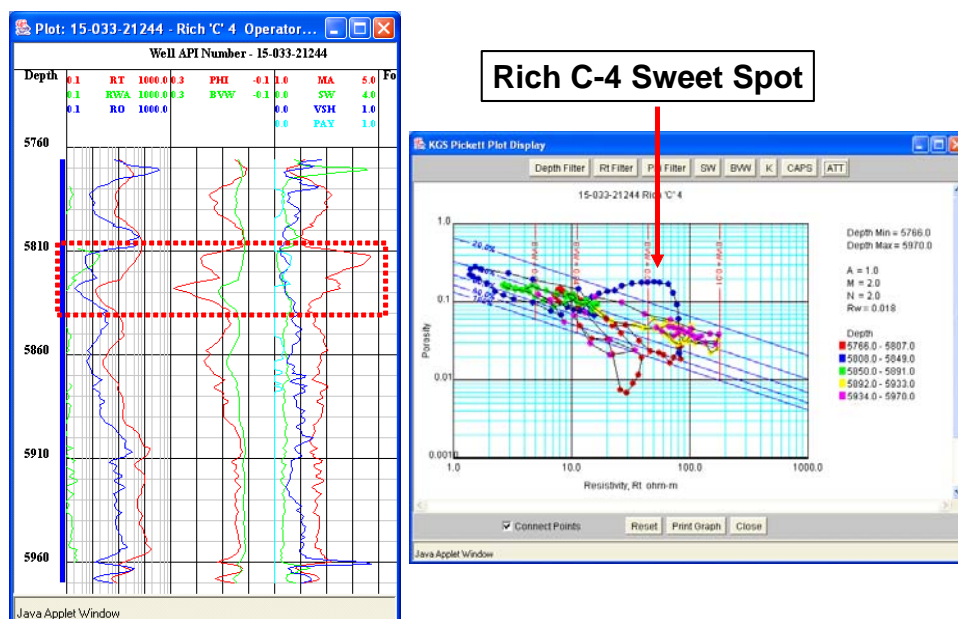 Plot: 15-033-21244 - Rich 'C' 4 Operator...
Well API Number - 15-033-21244
Depth 0.1 RT 1000.0 0.3 PHI -0.1 1.0 MA 5.0 Fo
0.1 RWA 1000.0 0.3 BVW -0.1 0.0 SW 4.0
0.1 RO 1000.0 0.0 VSH 1.0
0.0 PAY 1.0
5760
5810
5860
5910
5960
Java Applet Window
Rich C-4 Sweet Spot
KGS Pickett Plot Display
Depth Filter Rt Filter Filter SW BVW K CAPS ATT
15-033-21244 Rich 'C' 4
1.0
0.1
0.01
0.001
Porosity
20.0%
1.0 10.0 100.0 1000.0
Resistivity, Rt ohm-m
Depth Min = 5766.0
Depth Max = 5970.0
A = 1.0
M = 2.0
N = 2.0
Rw = 0.018
Depth
5766.0 - 5807.0
5808.0 - 5849.0
5850.0 - 5891.0
5892.0 - 5933.0
5934.0 - 5970.0
Connect Points Reset Print Graph Close
Java Applet Window